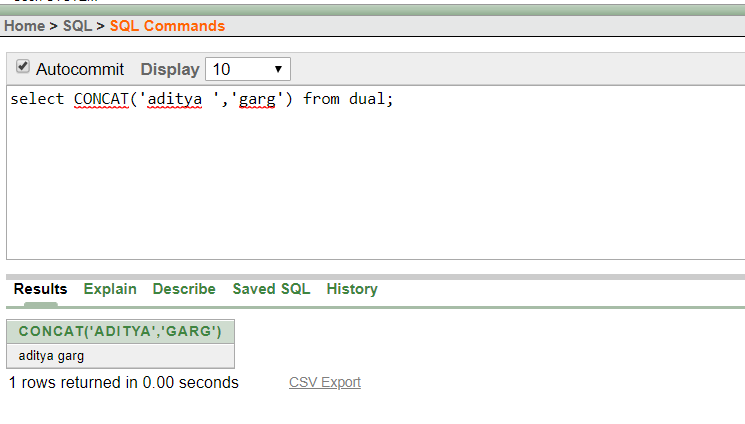 Home > SQL > SQL Commands
Autocommit Display 10
select CONCAT('aditya ','garg') from dual;
Results Explain Describe Saved SQL History
CONCAT('ADITYA','GARG')
aditya garg
1 rows returned in 0.00 seconds CSV Export